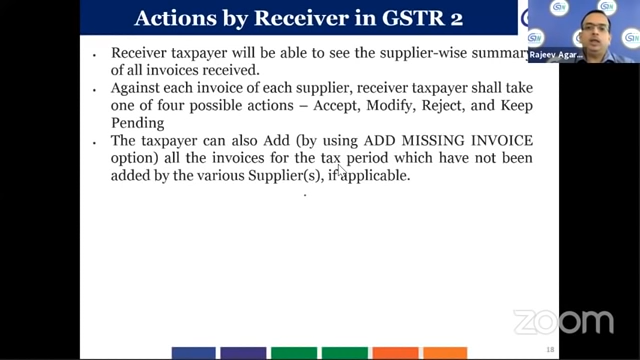 Actions by Receiver in GSTR 2
Rajeev Agar...
• Receiver taxpayer will be able to see the supplier-wise summary
of all invoices received.
• Against each invoice of each supplier, receiver taxpayer shall take
one of four possible actions – Accept, Modify, Reject, and Keep
Pending
• The taxpayer can also Add (by using ADD MISSING INVOICE
option) all the invoices for the tax period which have not been
added by the various Supplier(s), if applicable.
zoom
18